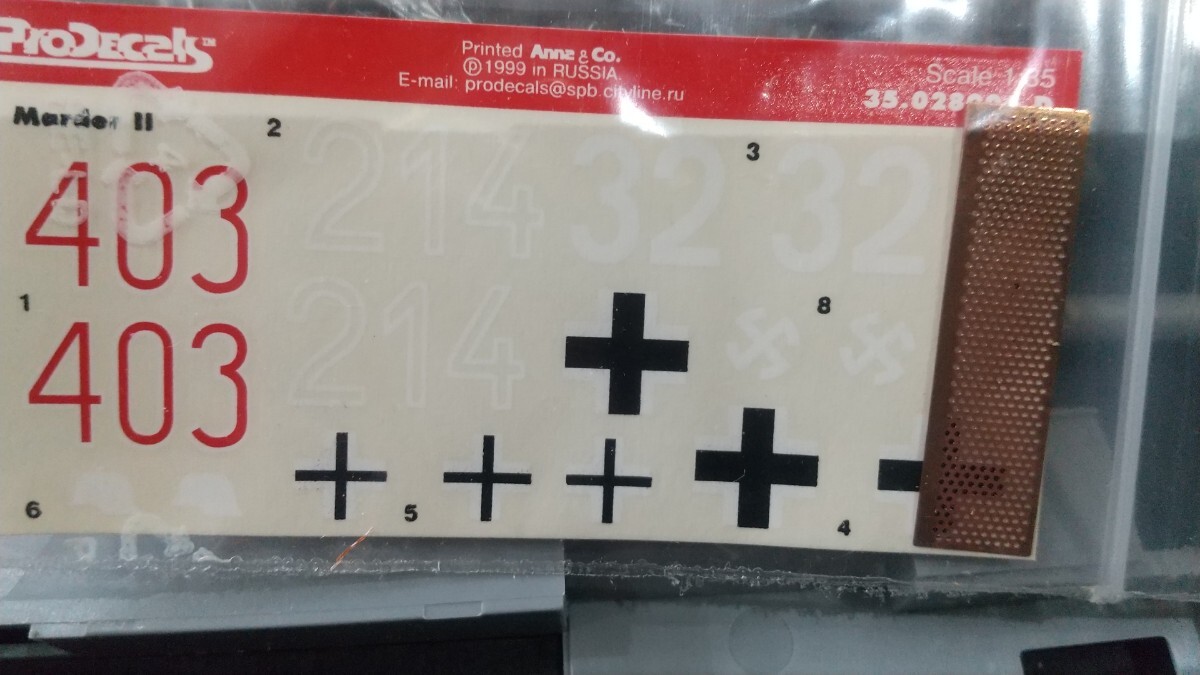 ProDecals™
Printed Anna & Co.
Ⓟ1999 in RUSSIA.
E-mail: prodecals@spb.cityline.ru
Scale 1:35
Marder II
2
3
403
214
32
32
1
8
403
214
6
5
4